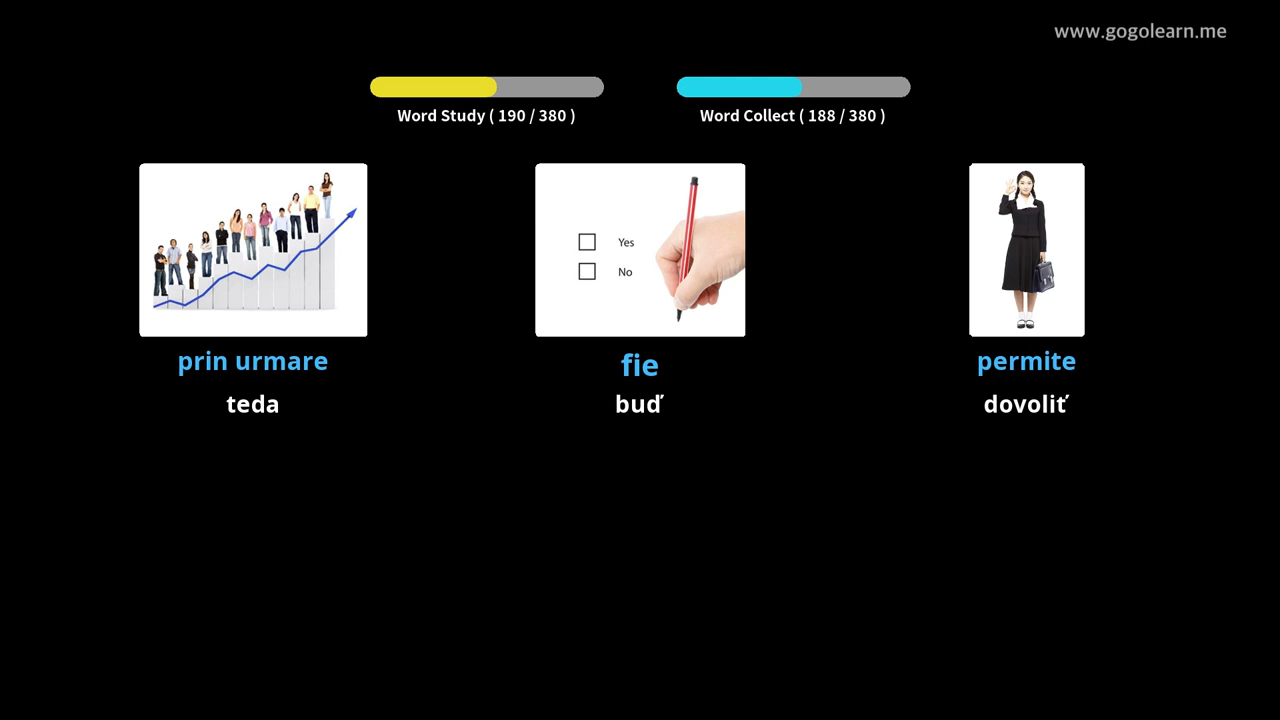 www.gogolearn.me
Word Study ( 190 / 380 )
Word Collect ( 188 / 380 )
Yes
No
prin urmare
fie
permite
teda
buď
dovoliť